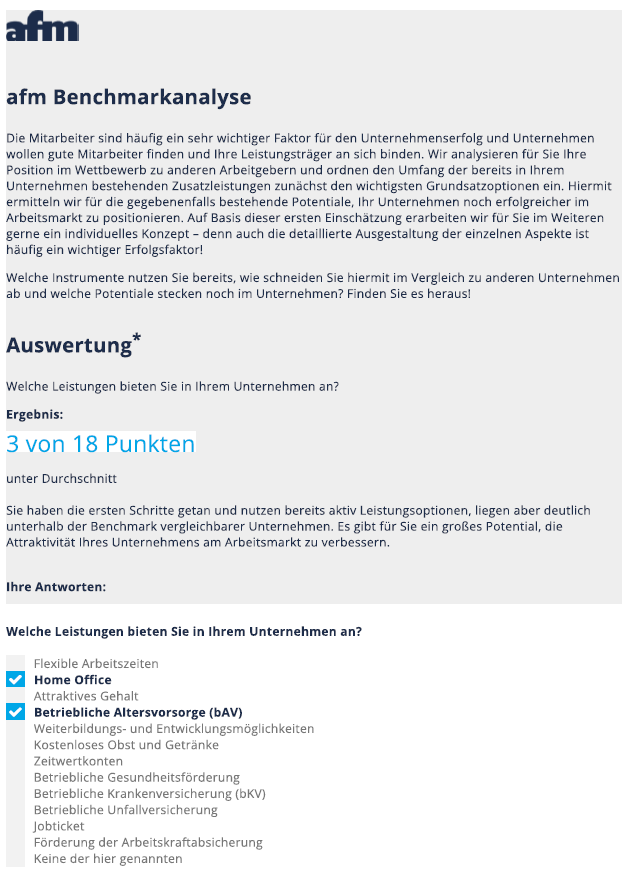 afm
afm Benchmarkanalyse
Die Mitarbeiter sind häufig ein sehr wichtiger Faktor für den Unternehmenserfolg und Unternehmen
wollen gute Mitarbeiter finden und Ihre Leistungsträger an sich binden. Wir analysieren für Sie Ihre
Position im Wettbewerb zu anderen Arbeitgebern und ordnen den Umfang der bereits in Ihrem
Unternehmen bestehenden Zusatzleistungen zunächst den wichtigsten Grundsatzoptionen ein. Hiermit
ermitteln wir für die gegebenenfalls bestehende Potentiale, Ihr Unternehmen noch erfolgreicher im
Arbeitsmarkt zu positionieren. Auf Basis dieser ersten Einschätzung erarbeiten wir für Sie im Weiteren
gerne ein individuelles Konzept – denn auch die detaillierte Ausgestaltung der einzelnen Aspekte ist
häufig ein wichtiger Erfolgsfaktor!
Welche Instrumente nutzen Sie bereits, wie schneiden Sie hiermit im Vergleich zu anderen Unternehmen
ab und welche Potentiale stecken noch im Unternehmen? Finden Sie es heraus!
Auswertung*
Welche Leistungen bieten Sie in Ihrem Unternehmen an?
Ergebnis:
3 von 18 Punkten
unter Durchschnitt
Sie haben die ersten Schritte getan und nutzen bereits aktiv Leistungsoptionen, liegen aber deutlich
unterhalb der Benchmark vergleichbarer Unternehmen. Es gibt für Sie ein großes Potential, die
Attraktivität Ihres Unternehmens am Arbeitsmarkt zu verbessern.
Ihre Antworten:
Welche Leistungen bieten Sie in Ihrem Unternehmen an?
Flexible Arbeitszeiten
Home Office
Attraktives Gehalt
Betriebliche Altersvorsorge (bAV)
Weiterbildungs- und Entwicklungsmöglichkeiten
Kostenloses Obst und Getränke
Zeitwertkonten
Betriebliche Gesundheitsförderung
Betriebliche Krankenversicherung (bKV)
Betriebliche Unfallversicherung
Jobticket
Förderung der Arbeitskraftabsicherung
Keine der hier genannten